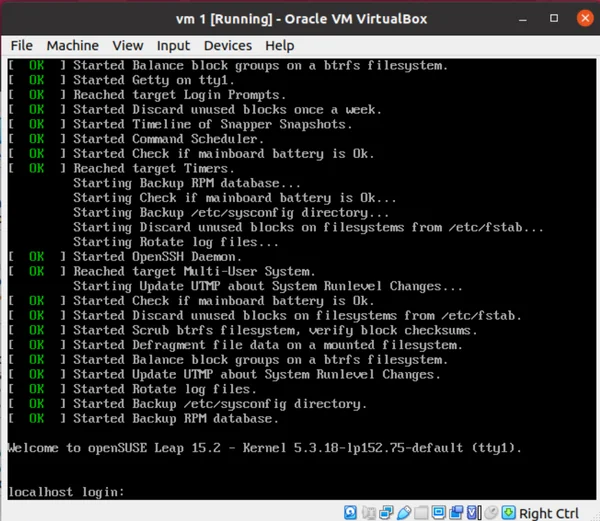 vm 1 [Running] - Oracle VM VirtualBox
File Machine View Input Devices Help
[ OK ] Started Balance block groups on a btrfs filesystem.
[ OK ] Started Getty on tty1.
[ OK ] Reached target Login Prompts.
[ OK ] Started Discard unused blocks once a week.
[ OK ] Started Timeline of Snapper Snapshots.
[ OK ] Started Command Scheduler.
[ OK ] Started Check if mainboard battery is Ok.
[ OK ] Reached target Timers.
Starting Backup RPM database...
Starting Check if mainboard battery is Ok...
Starting Backup /etc/sysconfig directory...
Starting Discard unused blocks on filesystems from /etc/fstab...
Starting Rotate log files...
[ OK ] Started OpenSSH Daemon.
[ OK ] Reached target Multi-User System.
Starting Update UTMP about System Runlevel Changes...
[ OK ] Started Check if mainboard battery is Ok.
[ OK ] Started Discard unused blocks on filesystems from /etc/fstab.
[ OK ] Started Scrub btrfs filesystem, verify block checksums.
[ OK ] Started Defragment file data on a mounted filesystem.
[ OK ] Started Balance block groups on a btrfs filesystem.
[ OK ] Started Update UTMP about System Runlevel Changes.
[ OK ] Started Rotate log files.
[ OK ] Started Backup /etc/sysconfig directory.
[ OK ] Started Backup RPM database.
Welcome to openSUSE Leap 15.2 - Kernel 5.3.18-lp152.75-default (tty1).
localhost login:
Right Ctrl